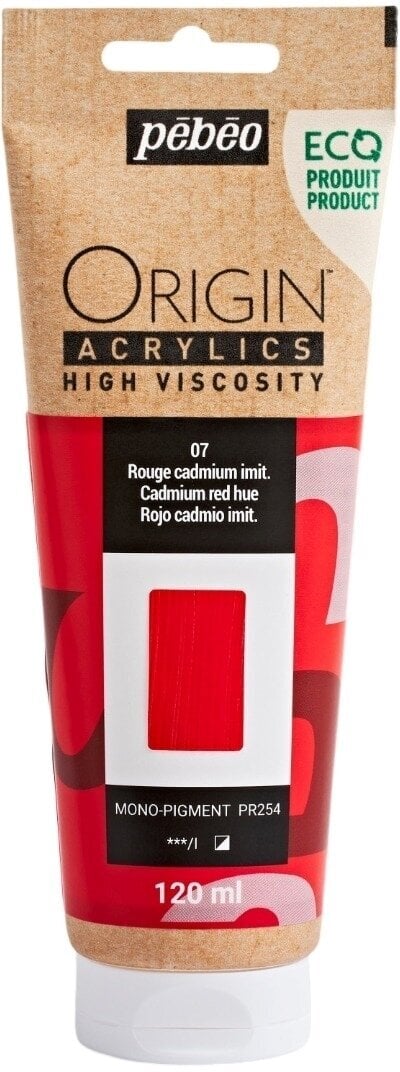 pébéo
ECO
PRODUIT
PRODUCT
ORIGIN™
ACRYLICS
HIGH VISCOSITY
07
Rouge cadmium imit.
Cadmium red hue
Rojo cadmio imit.
MONO-PIGMENT PR254
***/I
120 ml